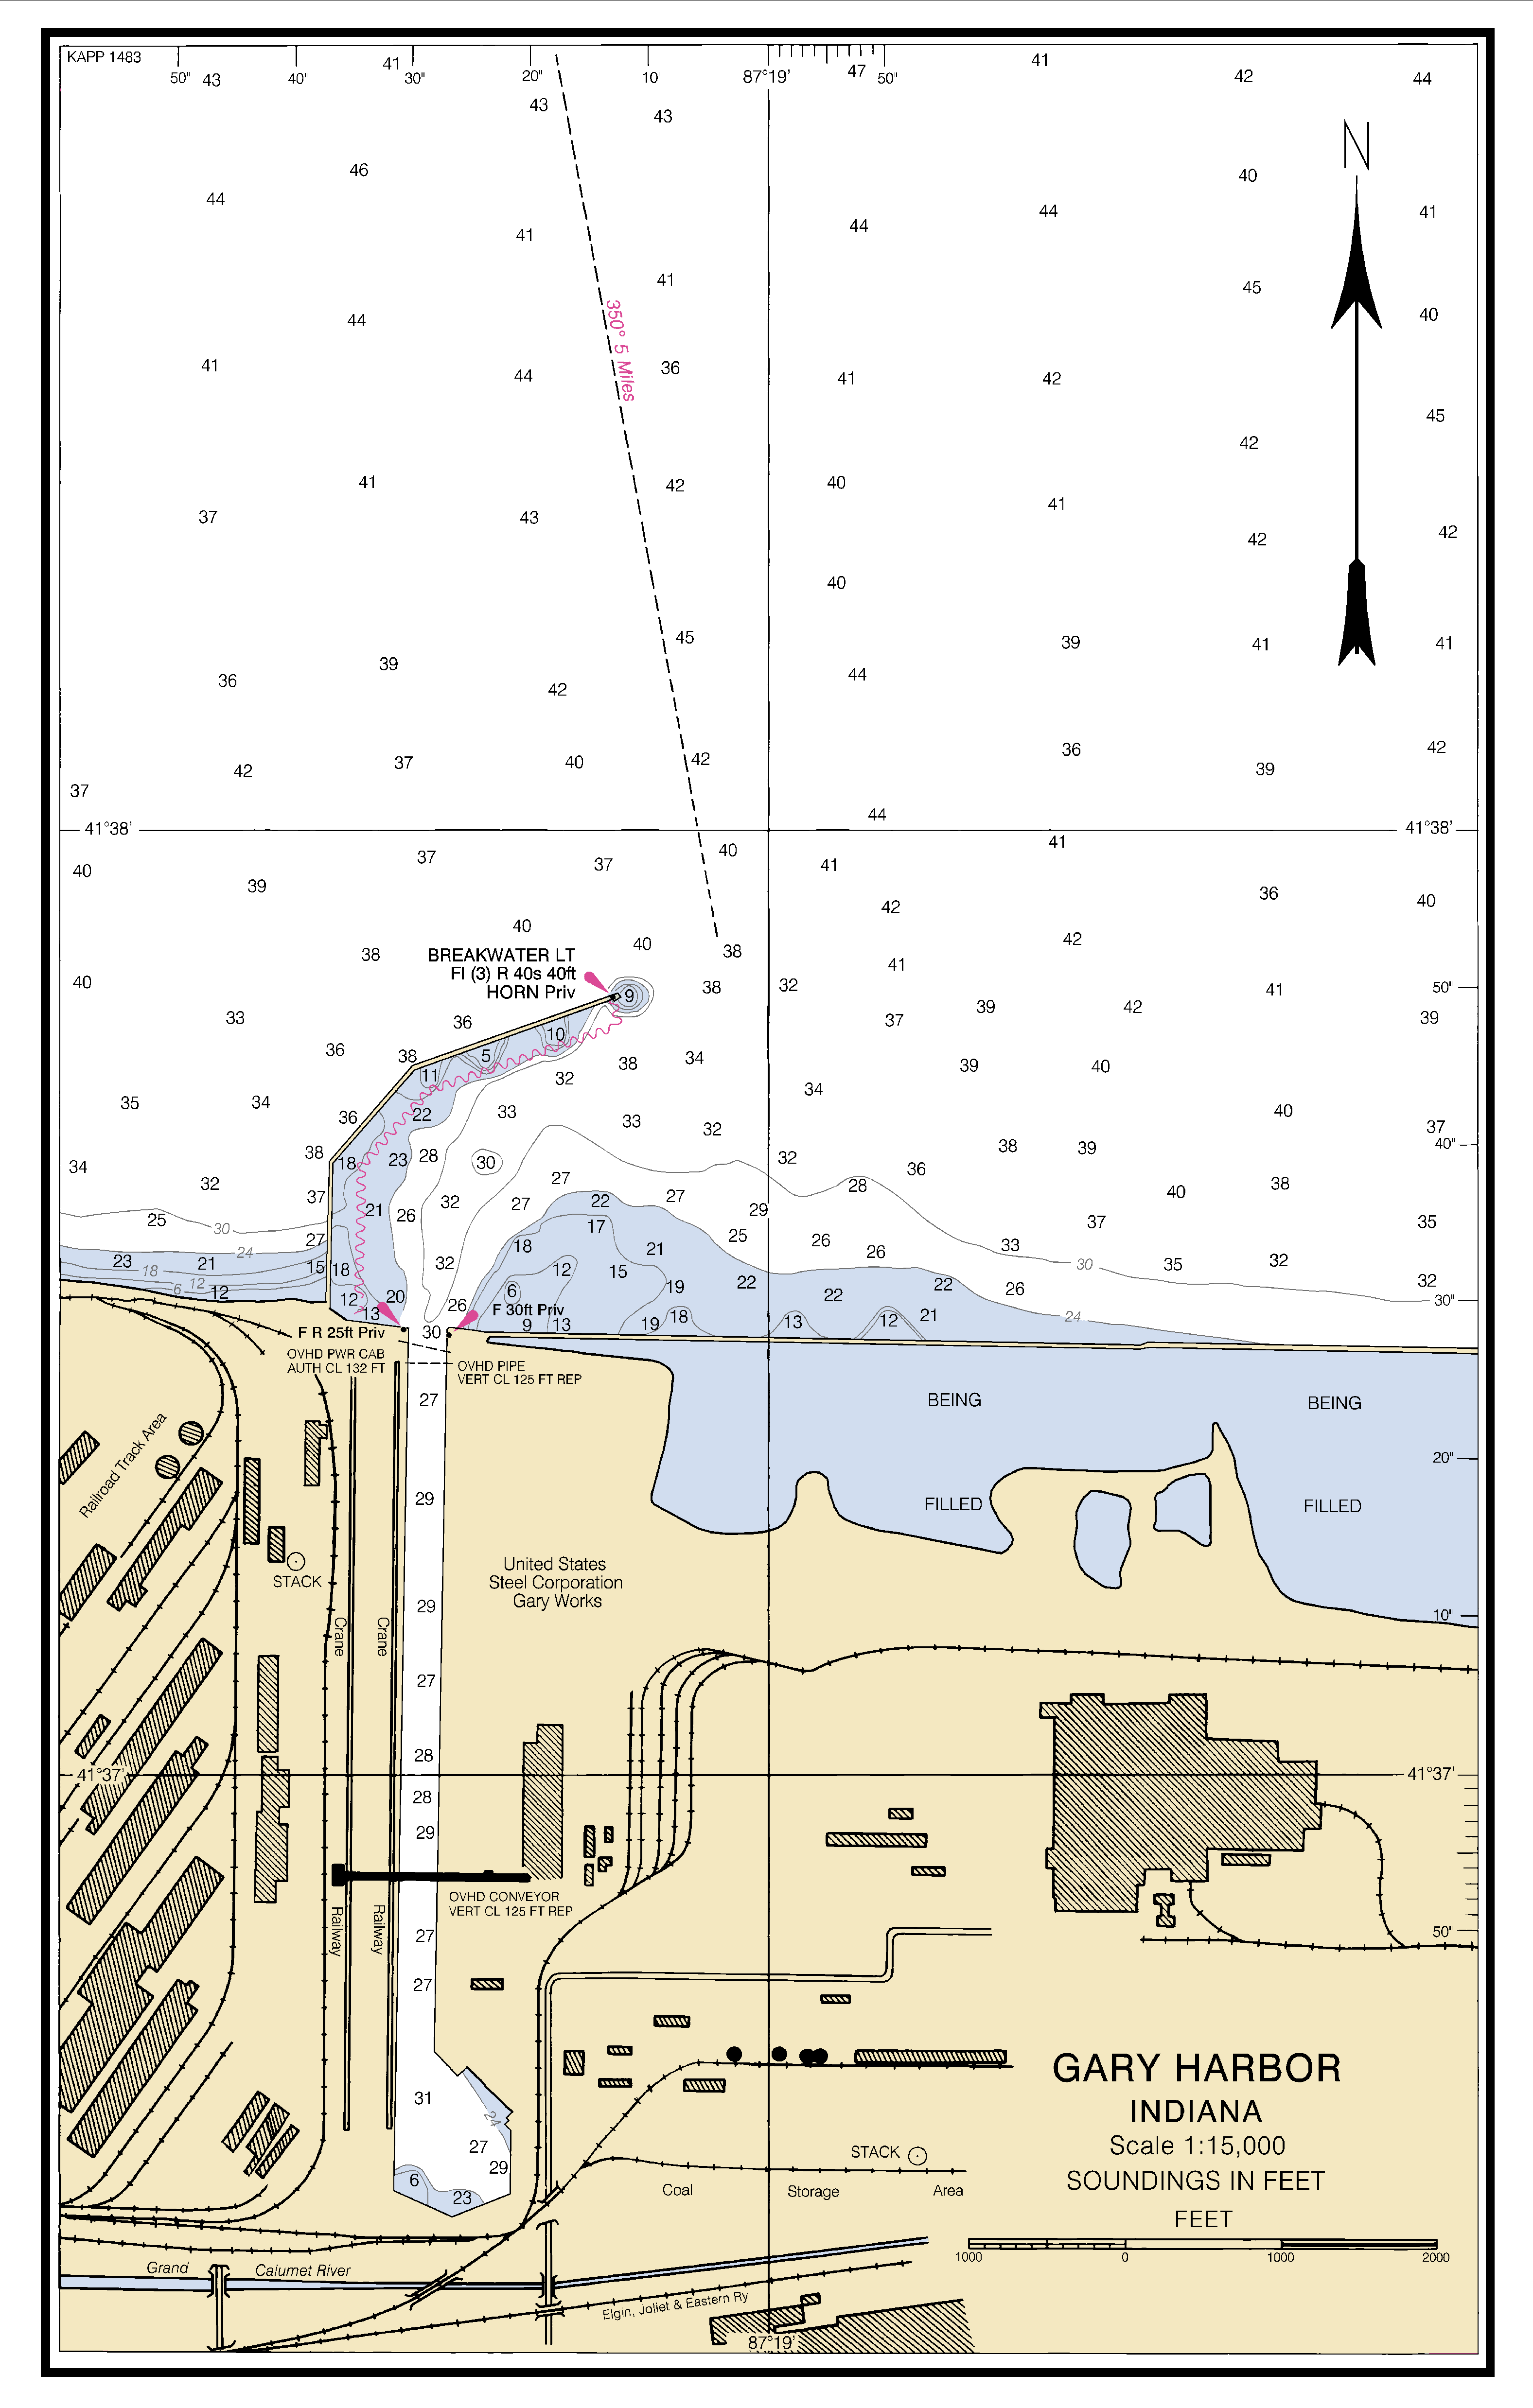 KAPP 1483
50" 43 40" 41 30" 20" 10" 87°19' 47 50" 41 42 44
43 43
46 40
44 44 44 41
41
41 45
44 40
41 44 36 41 42
350° 5 Miles
45
42
41 42 40 41
37 43 42 42
40
45 39 41 41
39 44
36 42
36 42
42 37 40 42 39
37
44
41°38' 41°38'
37 37 40 41 41
40
39 42 36 40
40
38 40 38 41 42
BREAKWATER LT
Fl (3) R 40s 40ft
HORN Priv
40 9 38 32 41 50"
33 36 10 37 39 42 39
36 38 5 38 34 39 40
11 32 34
35 34 36 22 33 33 32 40 37
40"
38 18 23 28 30 32 36 38 39
34 32 37 27 27 28 40 38
25 30 21 26 32 27 22 29 37 35
27 17 25 26
24 18 21 26 33
23 18 21 15 18 32 12 15 19 22 22 26 30 35 32 32
6 12 12 12 20 6 22 30"
13 26 F 30ft Priv 24
F R 25ft Priv 30 9 13 19 18 13 12 21
OVHD PWR CAB
AUTH CL 132 FT
OVHD PIPE
VERT CL 125 FT REP
27 BEING BEING
Railroad Track Area
20"
29 FILLED FILLED
STACK
United States
Steel Corporation
Gary Works
29 10"
Crane Crane
27
28
41°37' 41°37'
28
29
OVHD CONVEYOR
VERT CL 125 FT REP
Railway Railway
27 50"
27
GARY HARBOR
INDIANA
Scale 1:15,000
SOUNDINGS IN FEET
FEET
1000 0 1000 2000
31
24
27
29
6
23
STACK
Coal Storage Area
Grand Calumet River
Elgin, Joliet & Eastern Ry
87°19'